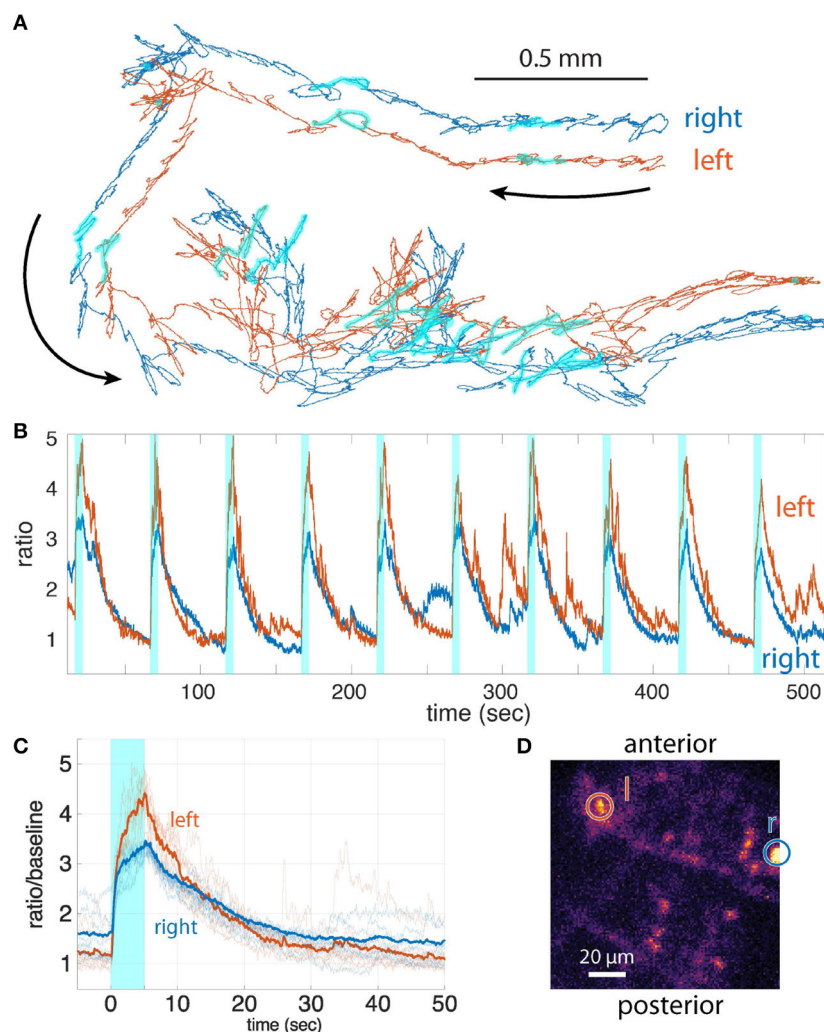 A
0.5 mm
right
left
B
5
4
3
2
1
ratio
left
right
100
200
300
400
500
time (sec)
C
5
4
3
2
1
ratio/baseline
left
right
0
10
20
30
40
50
time (sec)
D
anterior
l
r
20 µm
posterior